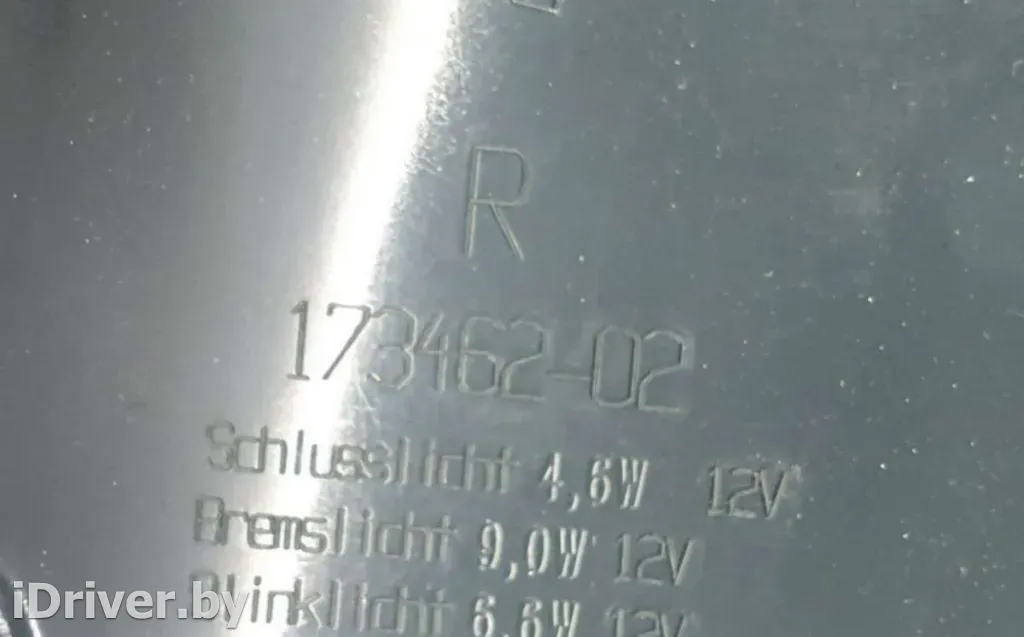 R
173462-02
Schlusslicht 4,6W 12V
Bremslicht 9,0W 12V
Blinklicht 6,6W 12V
iDriver.by